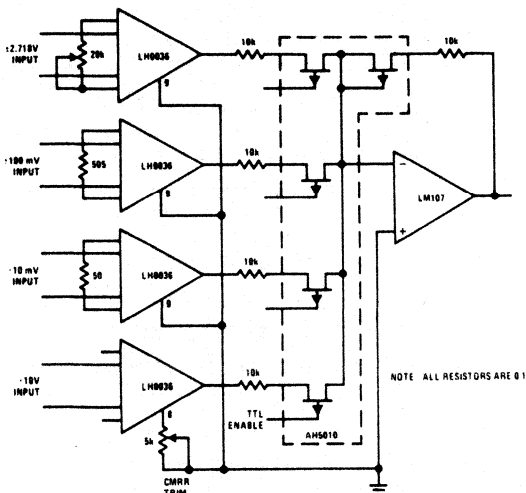 ±2.718V
INPUT
20k
LH0036
9
10k
10k
±100 mV
INPUT
505
LH0036
9
10k
LM107
-
+
·10 mV
INPUT
50
LH0036
9
10k
·10V
INPUT
LH0036
8
10k
5k
CMRR
TRIM
TTL
ENABLE
AH5010
NOTE ALL RESISTORS ARE 0.1